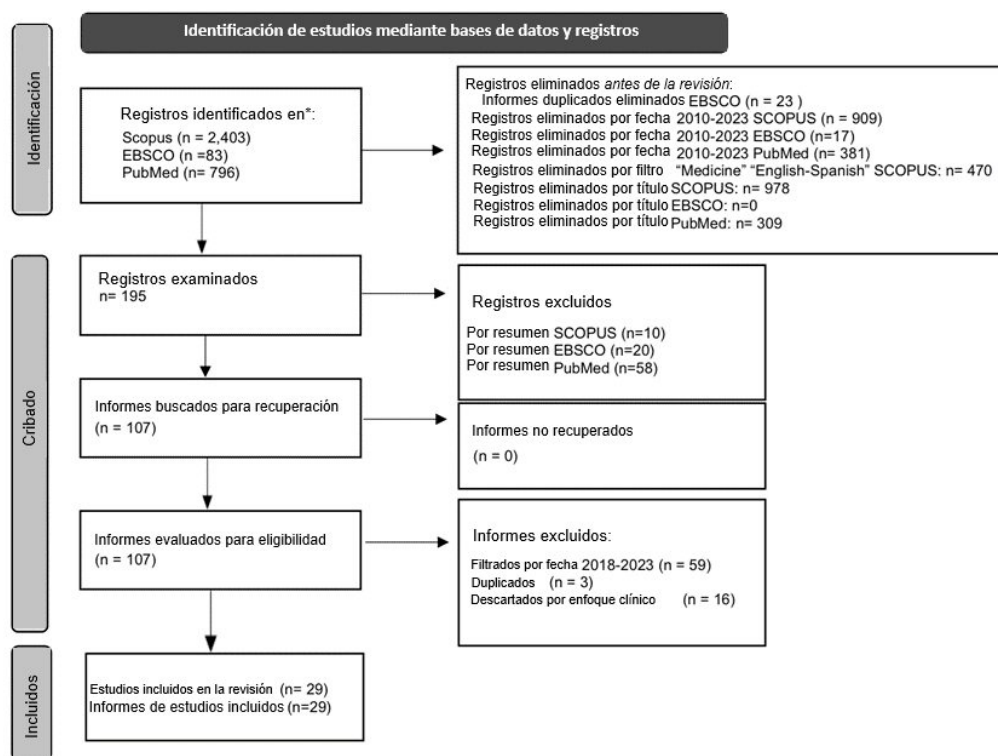 Identificación de estudios mediante bases de datos y registros
Identificación
Registros identificados en*:
Scopus (n = 2,403)
EBSCO (n =83)
PubMed (n= 796)
Registros eliminados antes de la revisión:
Informes duplicados eliminados EBSCO (n = 23 )
Registros eliminados por fecha 2010-2023 SCOPUS (n = 909)
Registros eliminados por fecha 2010-2023 EBSCO (n=17)
Registros eliminados por fecha 2010-2023 PubMed (n= 381)
Registros eliminados por filtro “Medicine” “English-Spanish” SCOPUS: n= 470
Registros eliminados por título SCOPUS: n= 978
Registros eliminados por título EBSCO: n=0
Registros eliminados por título PubMed: n= 309
Cribado
Registros examinados
n= 195
Registros excluidos
Por resumen SCOPUS (n=10)
Por resumen EBSCO (n=20)
Por resumen PubMed (n=58)
Informes buscados para recuperación
(n = 107)
Informes no recuperados
(n = 0)
Informes evaluados para eligibilidad
(n = 107)
Informes excluidos:
Filtrados por fecha 2018-2023 (n = 59)
Duplicados (n = 3)
Descartados por enfoque clínico (n = 16)
Incluidos
Estudios incluidos en la revisión (n= 29)
Informes de estudios incluidos (n=29)